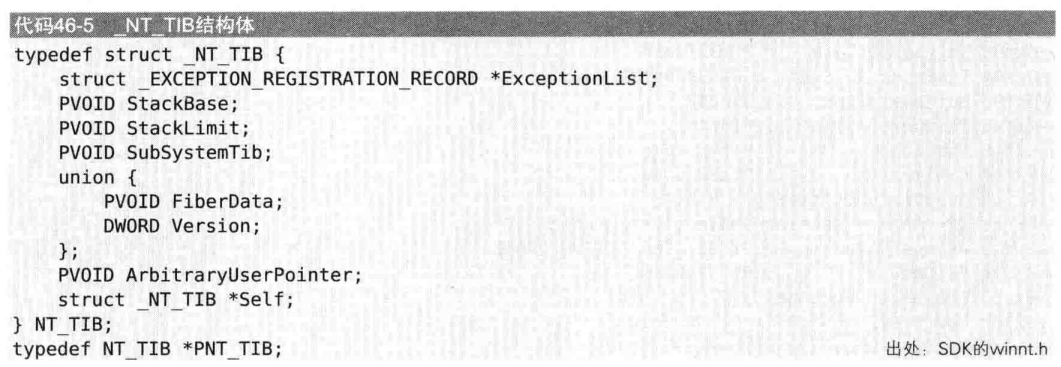 代码46-5 _NT_TIB结构体
typedef struct _NT_TIB {
    struct _EXCEPTION_REGISTRATION_RECORD *ExceptionList;
    PVOID StackBase;
    PVOID StackLimit;
    PVOID SubSystemTib;
    union {
        PVOID FiberData;
        DWORD Version;
    };
    PVOID ArbitraryUserPointer;
    struct _NT_TIB *Self;
} NT_TIB;
typedef NT_TIB *PNT_TIB;
出处：SDK的winnt.h